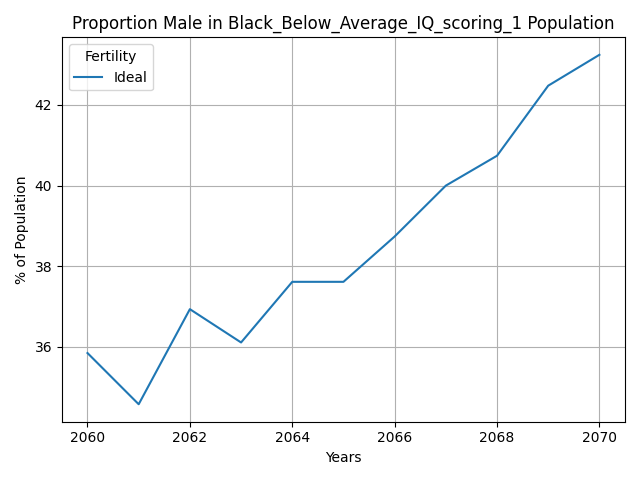 Proportion Male in Black_Below_Average_IQ_scoring_1 Population
Fertility
Ideal
% of Population
42
40
38
36
2060 2062 2064 2066 2068 2070
Years